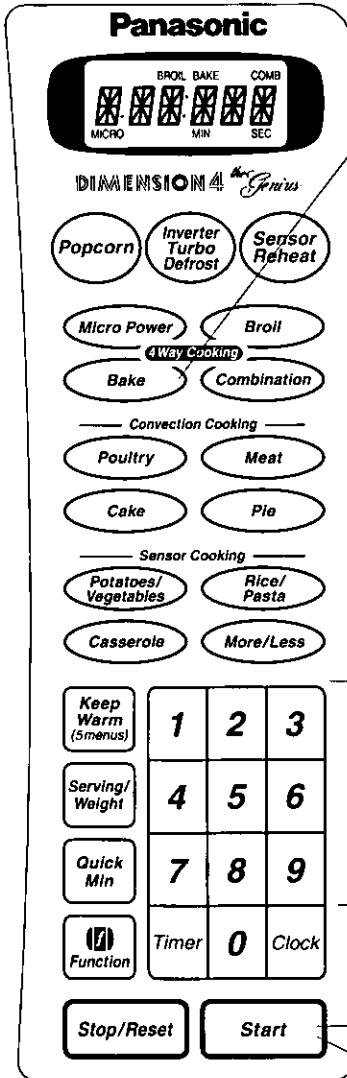 Panasonic
BROIL BAKE COMB
MICRO MIN SEC
DIMENSION 4 the Genius
Popcorn
Inverter
Turbo
Defrost
Sensor
Reheat
Micro Power
Broil
4 Way Cooking
Bake
Combination
Convection Cooking
Poultry
Meat
Cake
Pie
Sensor Cooking
Potatoes/
Vegetables
Rice/
Pasta
Casserole
More/Less
Keep
Warm
(5menus)
1 2 3
Serving/
Weight
4 5 6
Quick
Min
7 8 9
f
Function
Timer 0 Clock
Stop/Reset
Start